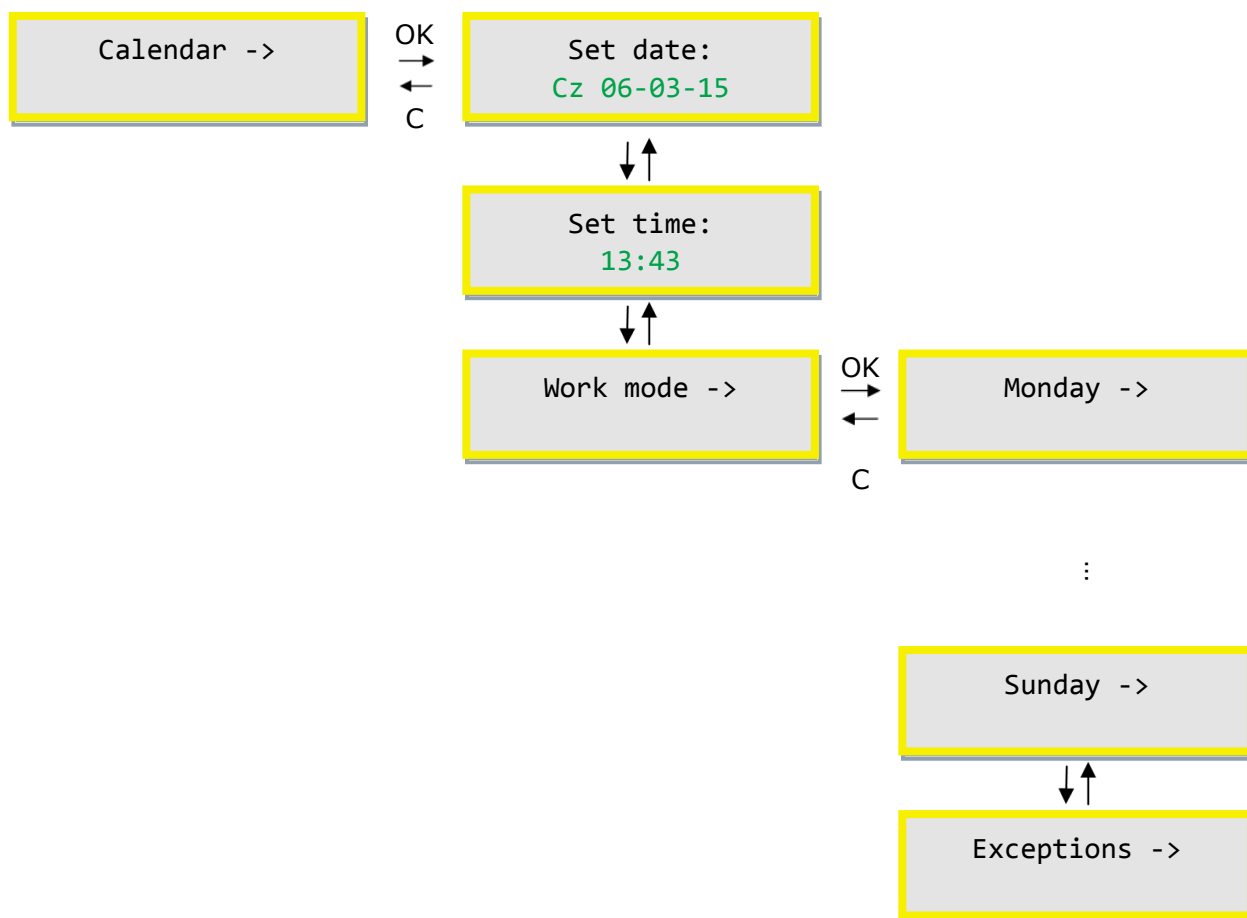 Calendar ->
OK
C
Set date:
Cz 06-03-15
Set time:
13:43
Work mode ->
OK
C
Monday ->
⋮
Sunday ->
Exceptions ->